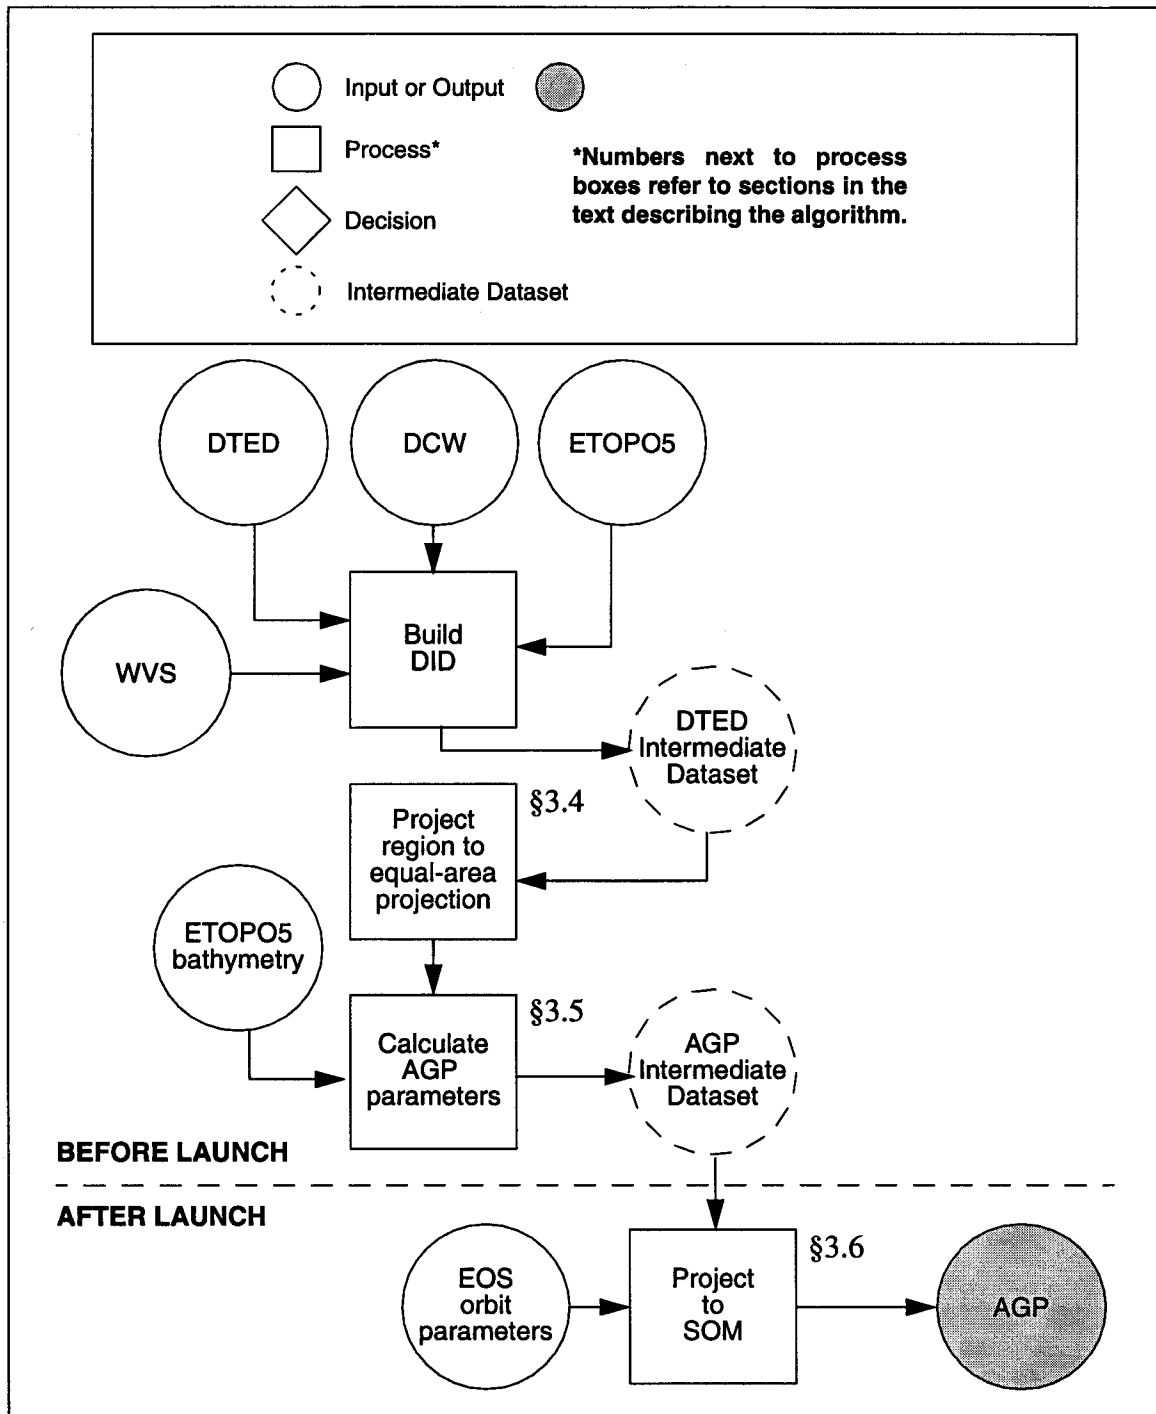 Input or Output
Process*
*Numbers next to process
boxes refer to sections in the
text describing the algorithm.
Decision
Intermediate Dataset
DTED
DCW
ETOPO5
Build
DID
WVS
DTED
Intermediate
Dataset
§3.4
Project
region to
equal-area
projection
ETOPO5
bathymetry
§3.5
Calculate
AGP
parameters
AGP
Intermediate
Dataset
BEFORE LAUNCH
AFTER LAUNCH
EOS
orbit
parameters
Project
to
SOM
§3.6
AGP